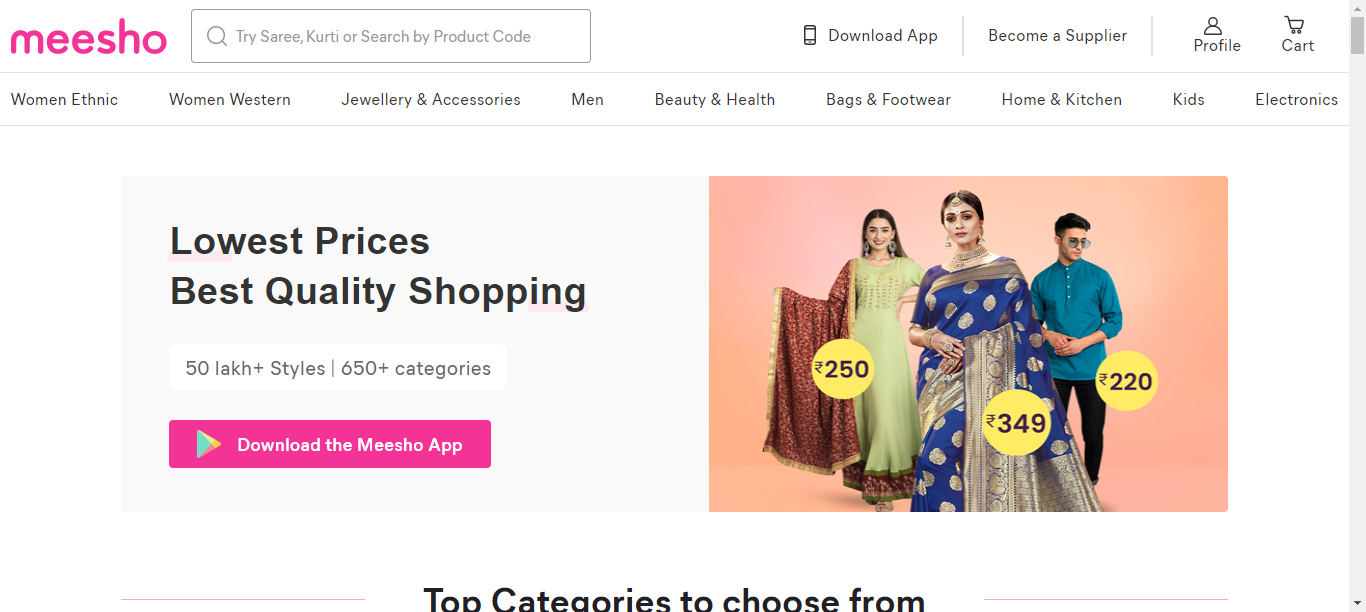 meesho
Try Saree, Kurti or Search by Product Code
Download App
Become a Supplier
Profile
Cart
Women Ethnic
Women Western
Jewellery & Accessories
Men
Beauty & Health
Bags & Footwear
Home & Kitchen
Kids
Electronics
Lowest Prices
Best Quality Shopping
50 lakh+ Styles | 650+ categories
Download the Meesho App
₹250
₹349
₹220
Top Categories to choose from